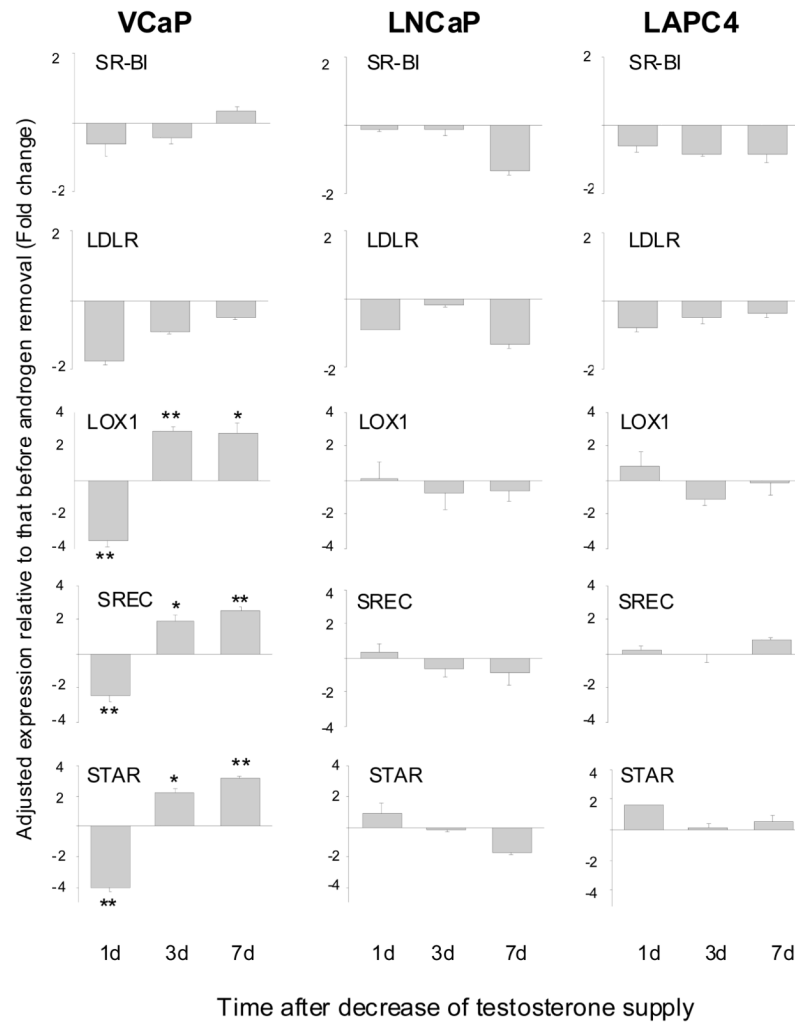 VCaP LNCaP LAPC4
Adjusted expression relative to that before androgen removal (Fold change)
SR-BI SR-BI SR-BI
2 2 2
-2 -2 -2
LDLR LDLR LDLR
2 2 2
-2 -2 -2
LOX1 LOX1 LOX1
4 4 4
** *
2 2 2
-2 -2 -2
-4 -4 -4
**
SREC SREC SREC
4 4 4
* **
2 2 2
-2 -2 -2
**
-4 -4 -4
STAR STAR STAR
4 4 4
* **
2 2 2
-2 -2 -2
-4 -4 -4
**
1d 3d 7d 1d 3d 7d 1d 3d 7d
Time after decrease of testosterone supply